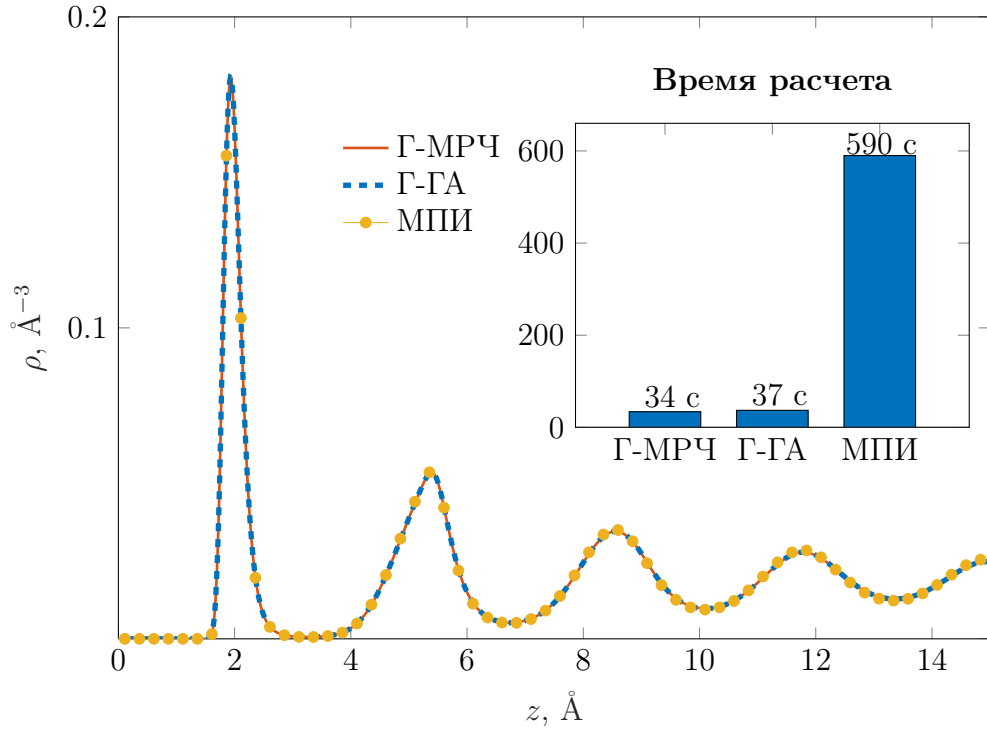 0.2
0.1
ρ, Å⁻³
Г-МРЧ
Г-ГА
МПИ
Время расчета
600
400
200
0
34 с
37 с
590 с
Г-МРЧ Г-ГА МПИ
0 2 4 6 8 10 12 14
z, Å